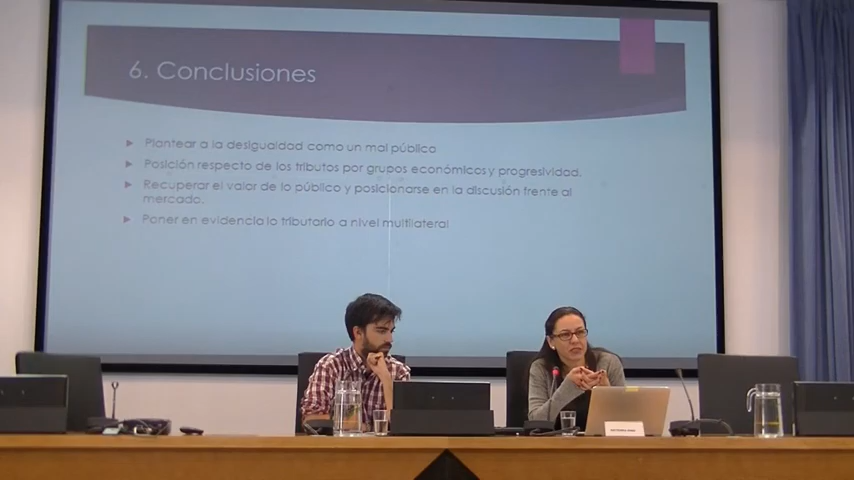 6. Conclusiones
Plantear a la desigualdad como un mal público
Posición respecto de los tributos por grupos económicos y progresividad.
Recuperar el valor de lo público y posicionarse en la discusión frente al
mercado.
Poner en evidencia lo tributario a nivel multilateral